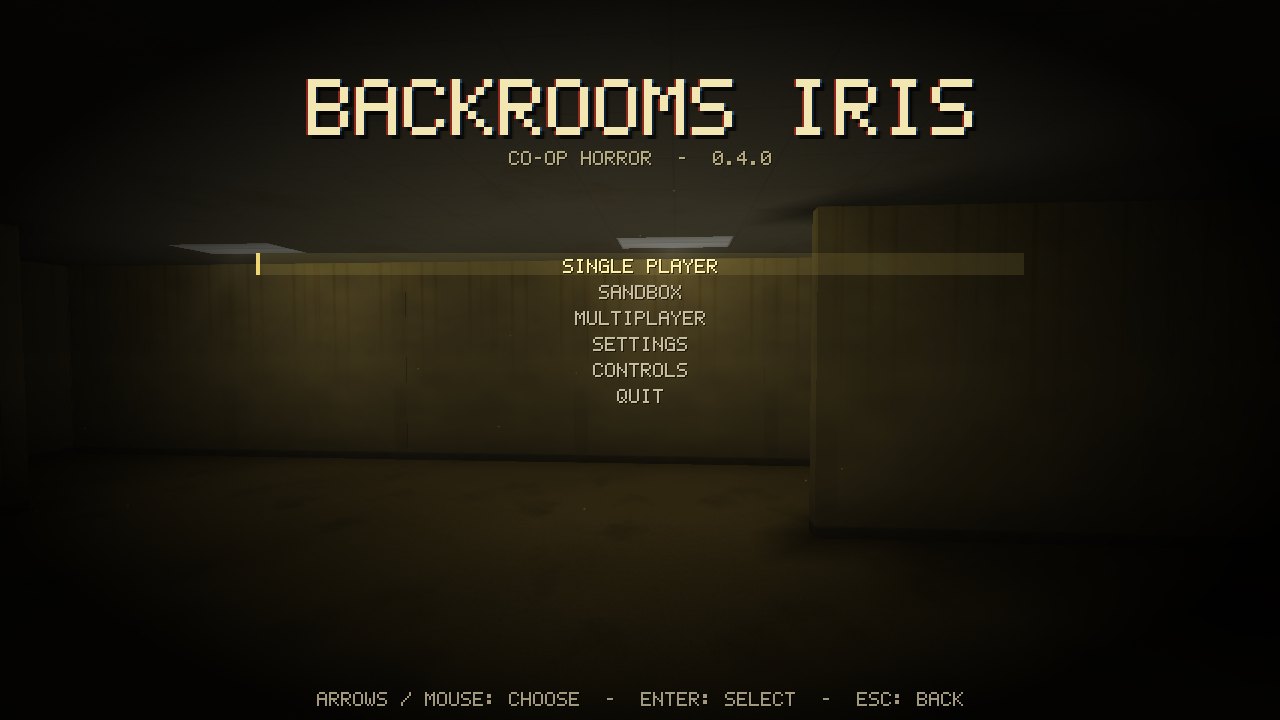 BACKROOMS IRIS
CO-OP HORROR - 0.4.0
SINGLE PLAYER
SANDBOX
MULTIPLAYER
SETTINGS
CONTROLS
QUIT
ARROWS / MOUSE: CHOOSE - ENTER: SELECT - ESC: BACK